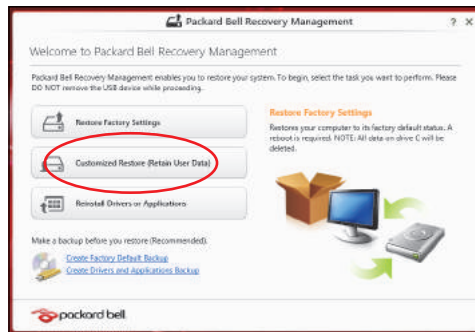 Packard Bell Recovery Management
? X
Welcome to Packard Bell Recovery Management
Packard Bell Recovery Management enables you to restore your system. To begin, select the task you want to perform. Please
DO NOT remove the USB device while proceeding.
Restore Factory Settings
Customized Restore (Retain User Data)
Reinstall Drivers or Applications
Restore Factory Settings
Restores your computer to its factory default status. A
reboot is required. NOTE: All data on drive C will be
deleted.
Make a backup before you restore (Recommended).
Create Factory Default Backup
Create Drivers and Applications Backup
packard bell